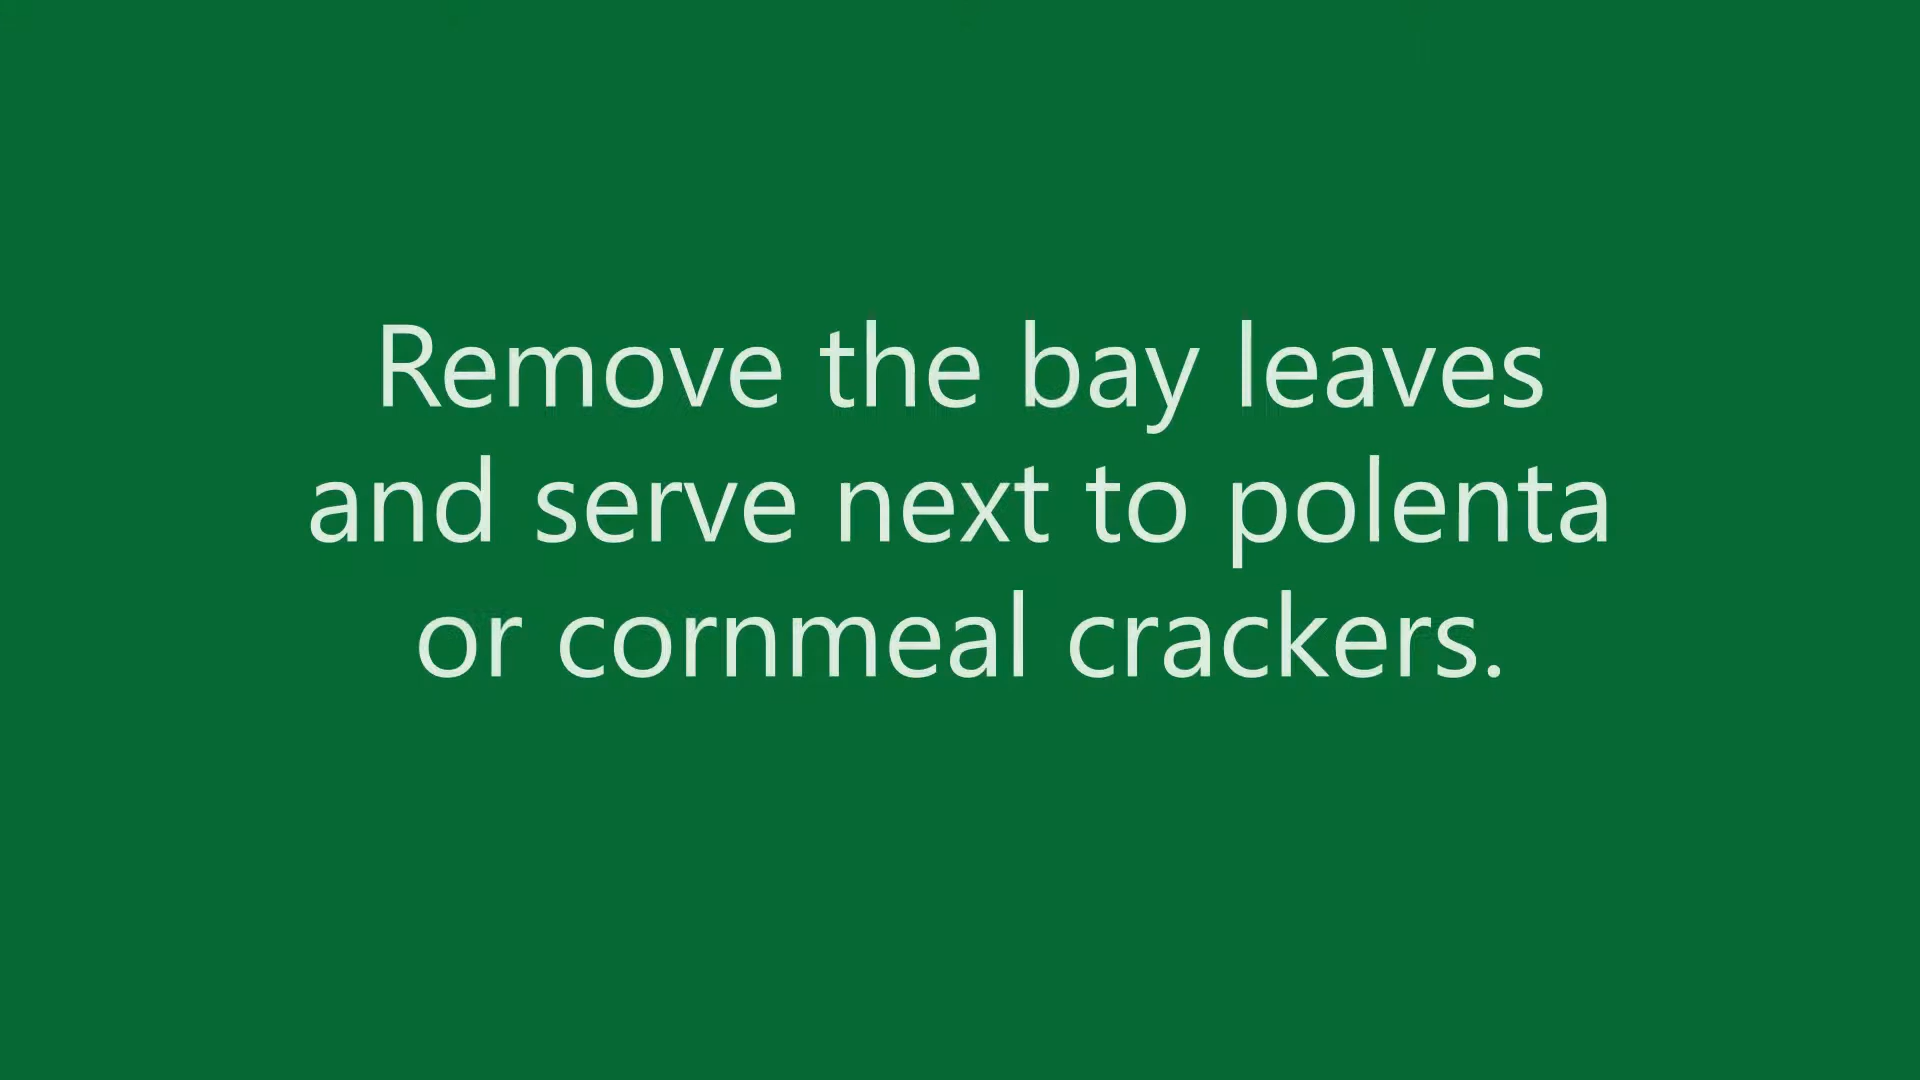 Remove the bay leaves
and serve next to polenta
or cornmeal crackers.